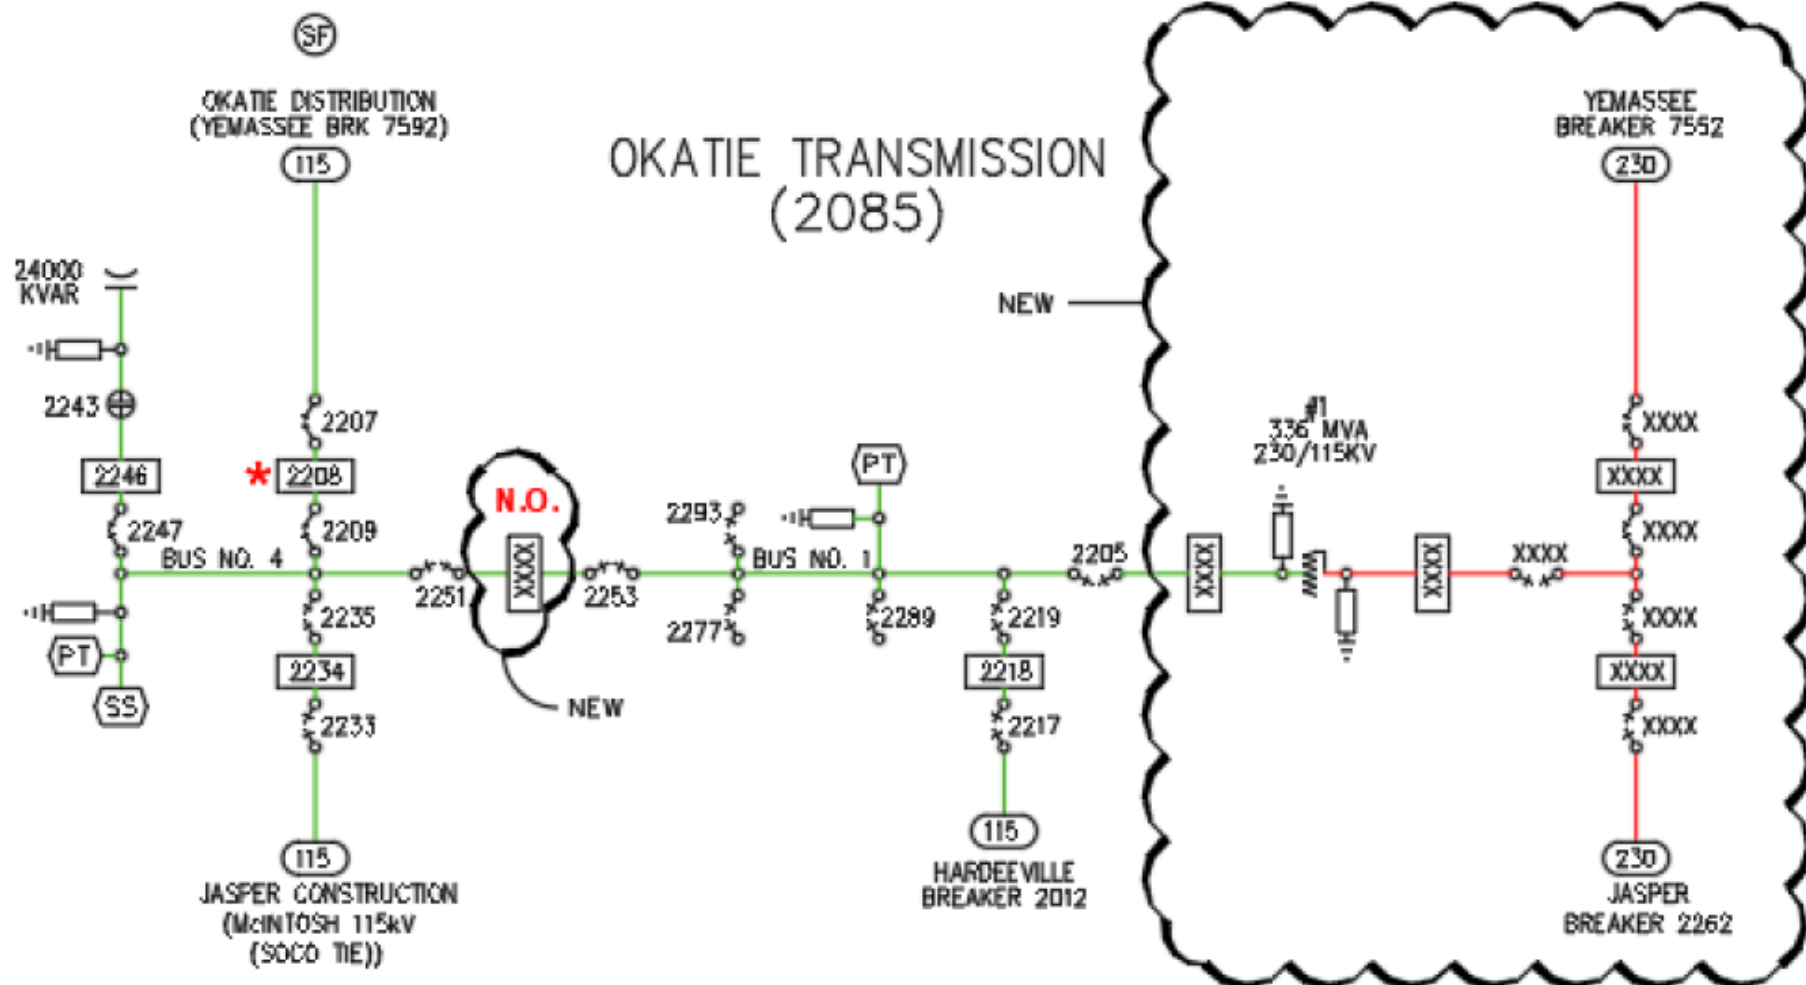 SF
OKATIE DISTRIBUTION
(YEMASSEE BRK 7592)
115
OKATIE TRANSMISSION
(2085)
YEMASSEE
BREAKER 7552
230
24000
KVAR
NEW
2243
2207
#1
336 MVA
230/115KV
XXXX
2246
* 2208
N.O.
PT
XXXX
2247
2209
2293
XXXX
BUS NO. 4
BUS NO. 1
2205
XXXX
2251
XXXX
2253
XXXX
XXXX
2235
2277
2289
2219
XXXX
PT
2234
2218
XXXX
SS
NEW
2233
2217
XXXX
115
JASPER CONSTRUCTION
(McINTOSH 115kV
(SOCO TIE))
115
HARDEEVILLE
BREAKER 2012
230
JASPER
BREAKER 2262